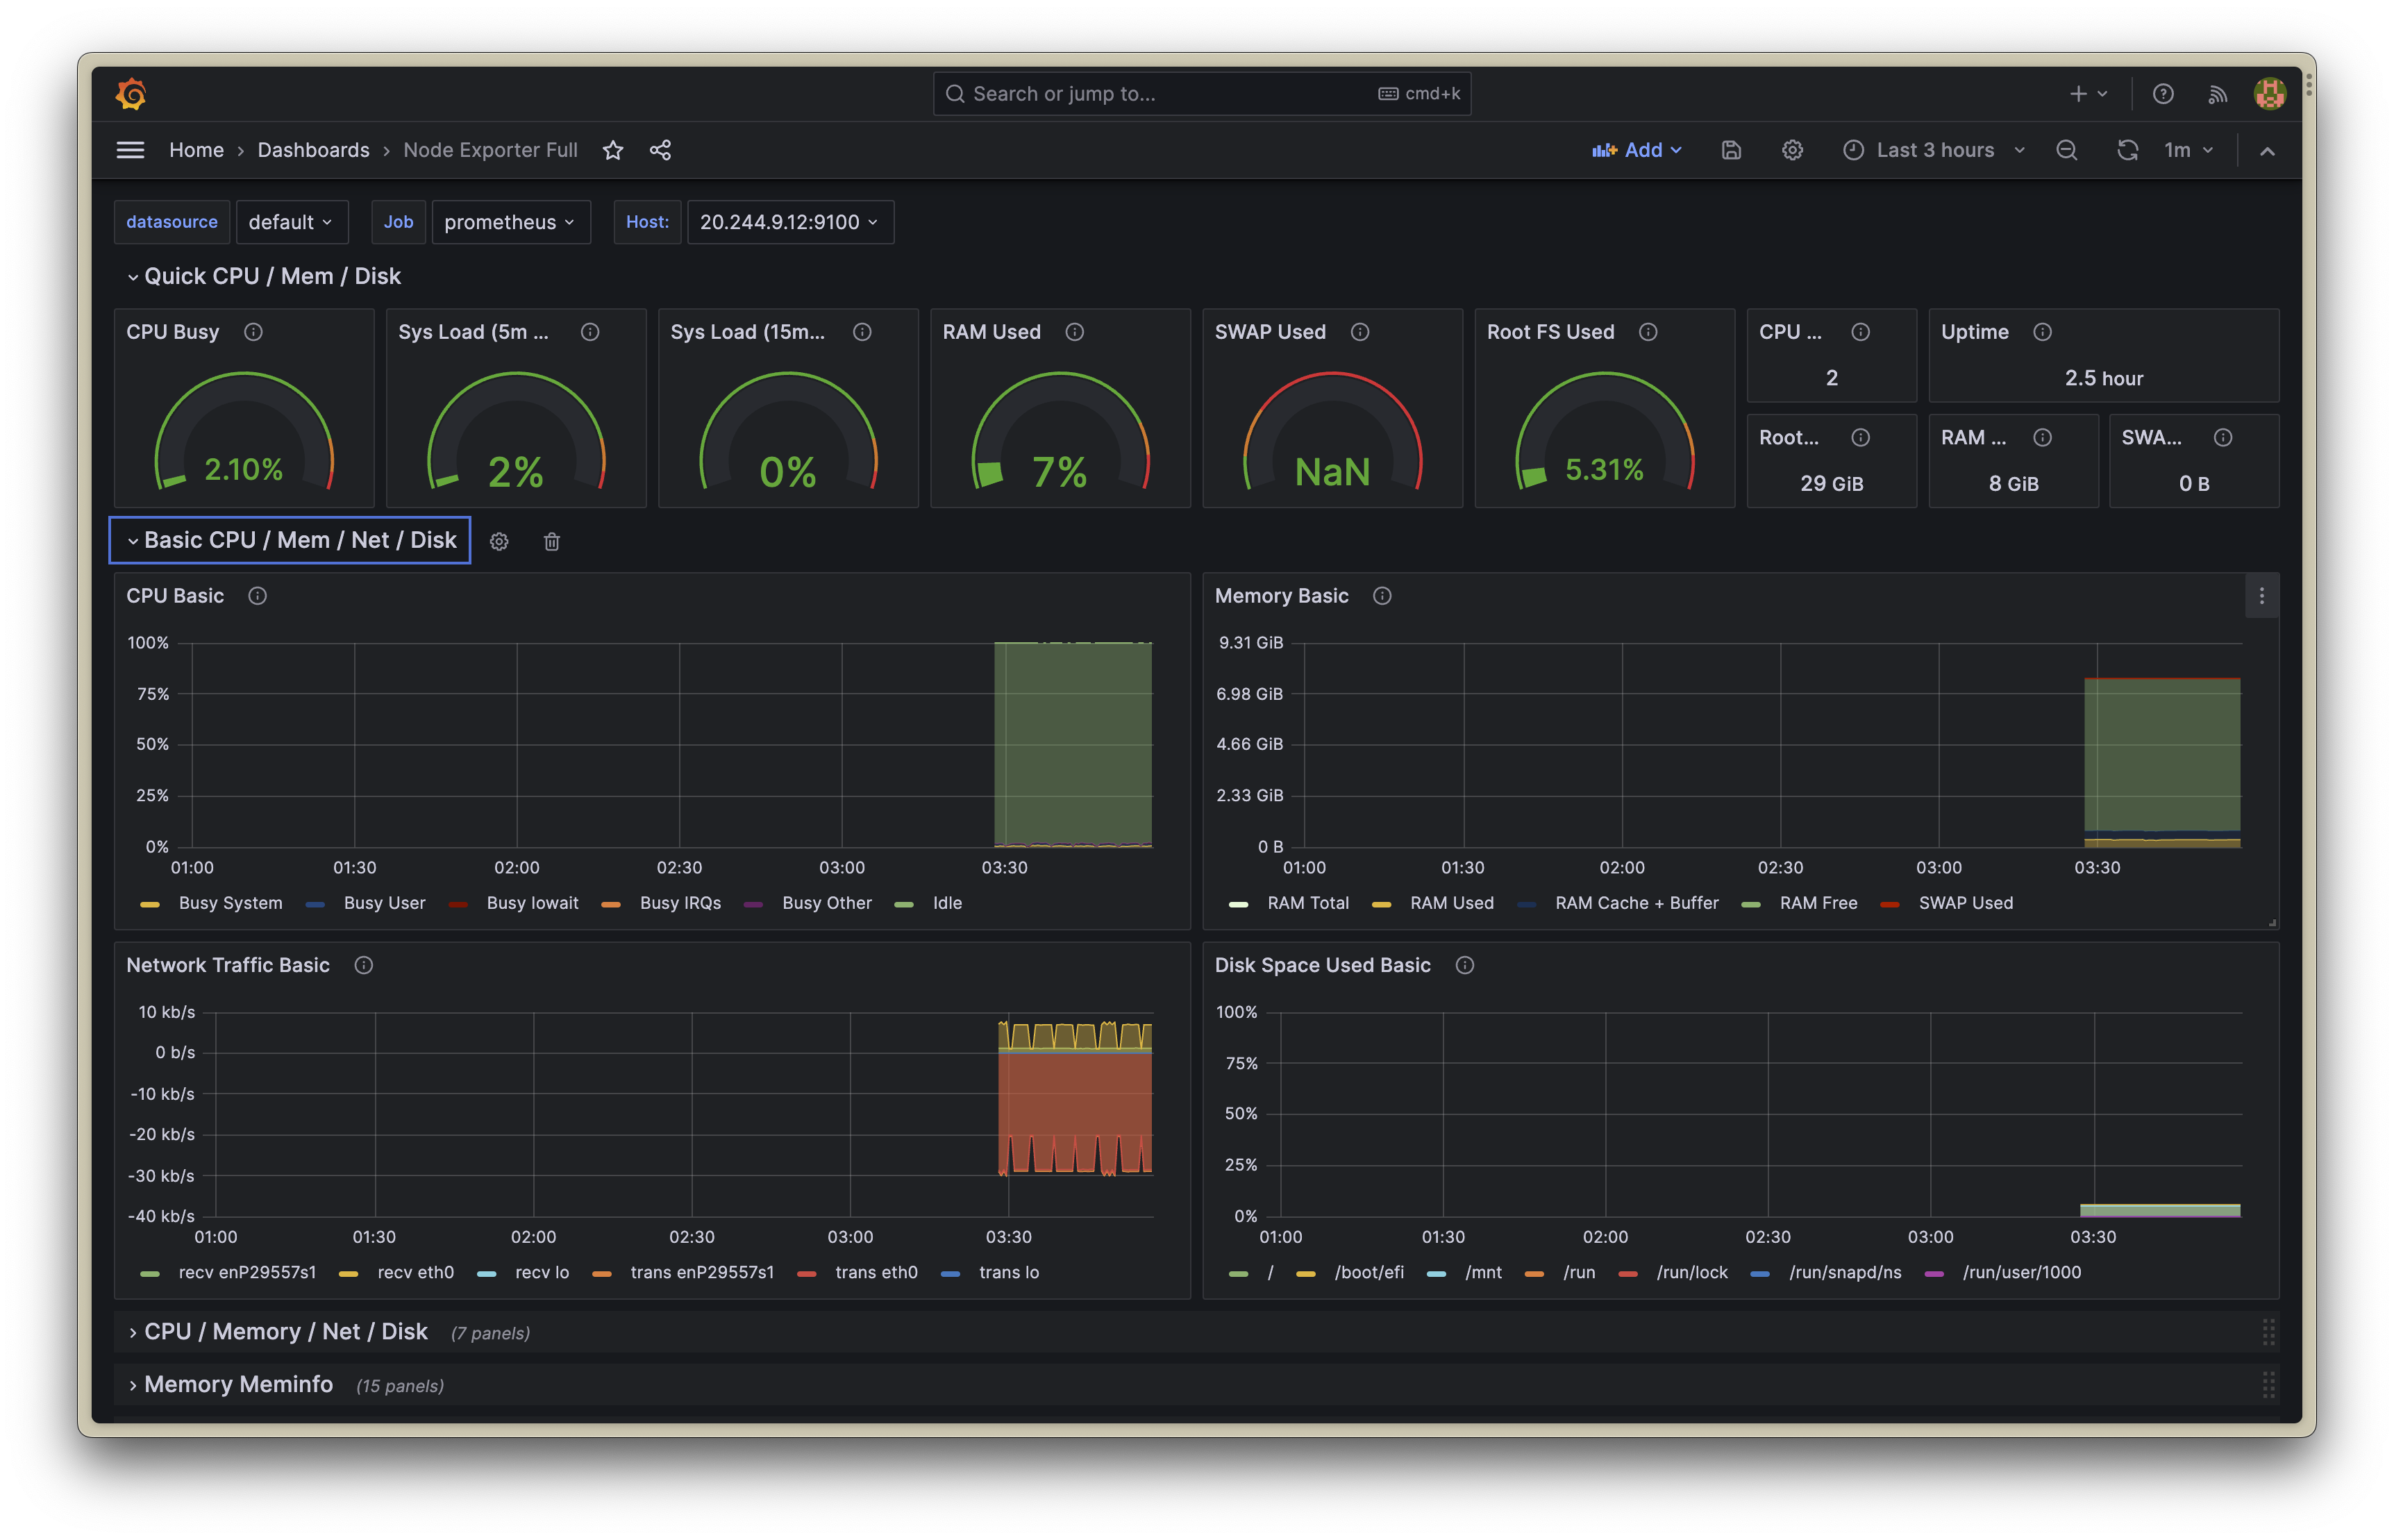 Search or jump to... cmd+k
Home › Dashboards › Node Exporter Full Add Last 3 hours 1m
datasource default Job prometheus Host: 20.244.9.12:9100
Quick CPU / Mem / Disk
CPU Busy
2.10%
Sys Load (5m ...
2%
Sys Load (15m...
0%
RAM Used
7%
SWAP Used
NaN
Root FS Used
5.31%
CPU ...
2
Uptime
2.5 hour
Root...
29 GiB
RAM ...
8 GiB
SWA...
0 B
Basic CPU / Mem / Net / Disk
CPU Basic
100%
75%
50%
25%
0%
01:00 01:30 02:00 02:30 03:00 03:30
Busy System Busy User Busy Iowait Busy IRQs Busy Other Idle
Memory Basic
9.31 GiB
6.98 GiB
4.66 GiB
2.33 GiB
0 B
01:00 01:30 02:00 02:30 03:00 03:30
RAM Total RAM Used RAM Cache + Buffer RAM Free SWAP Used
Network Traffic Basic
10 kb/s
0 b/s
-10 kb/s
-20 kb/s
-30 kb/s
-40 kb/s
01:00 01:30 02:00 02:30 03:00 03:30
recv enP29557s1 recv eth0 recv lo trans enP29557s1 trans eth0 trans lo
Disk Space Used Basic
100%
75%
50%
25%
0%
01:00 01:30 02:00 02:30 03:00 03:30
/ /boot/efi /mnt /run /run/lock /run/snapd/ns /run/user/1000
CPU / Memory / Net / Disk (7 panels)
Memory Meminfo (15 panels)